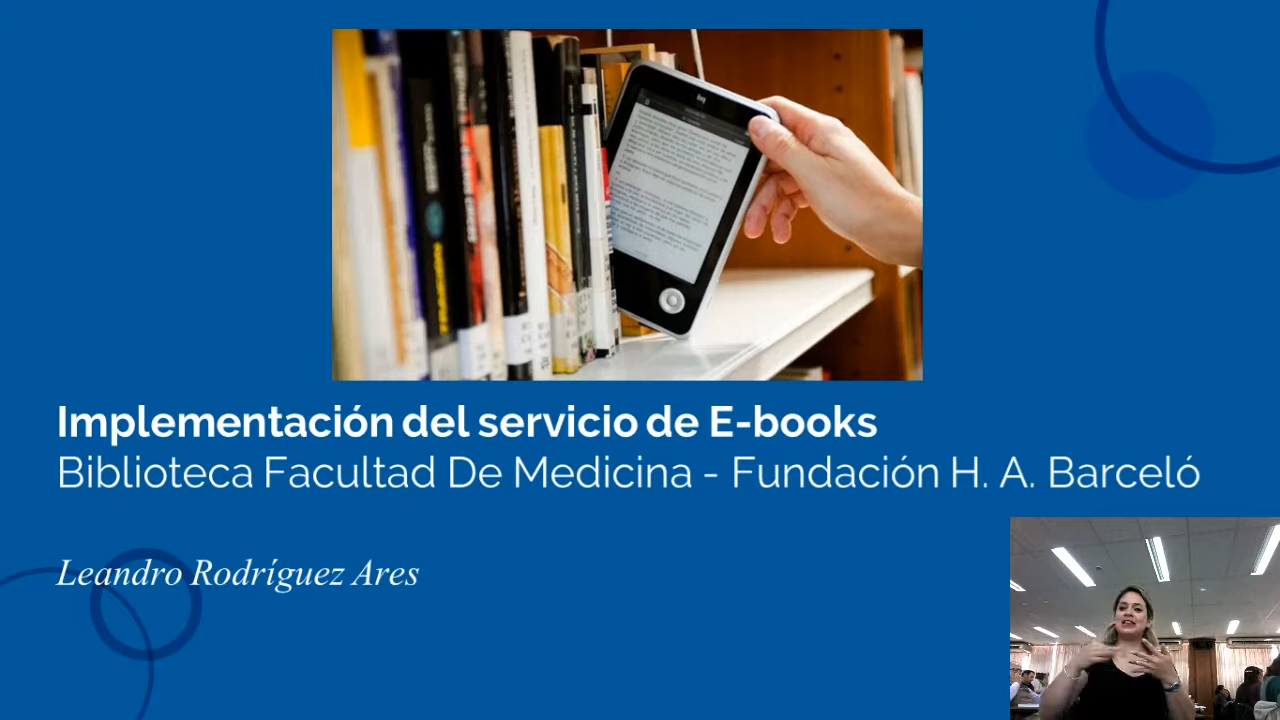 Implementación del servicio de E-books
Biblioteca Facultad De Medicina - Fundación H. A. Barceló
Leandro Rodríguez Ares